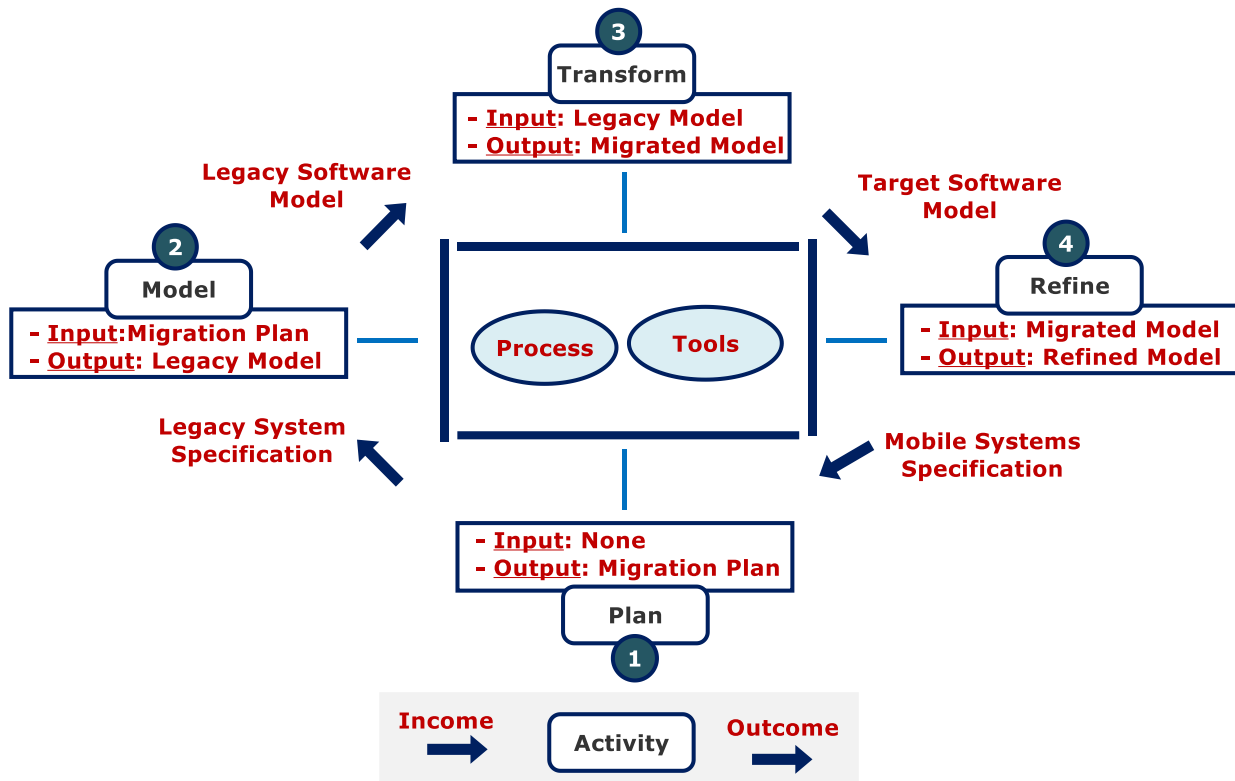 3
Transform
- Input: Legacy Model
- Output: Migrated Model
Legacy Software
Model
Target Software
Model
2
Model
- Input:Migration Plan
- Output: Legacy Model
4
Refine
- Input: Migrated Model
- Output: Refined Model
Process
Tools
Legacy System
Specification
Mobile Systems
Specification
- Input: None
- Output: Migration Plan
Plan
1
Income
Activity
Outcome